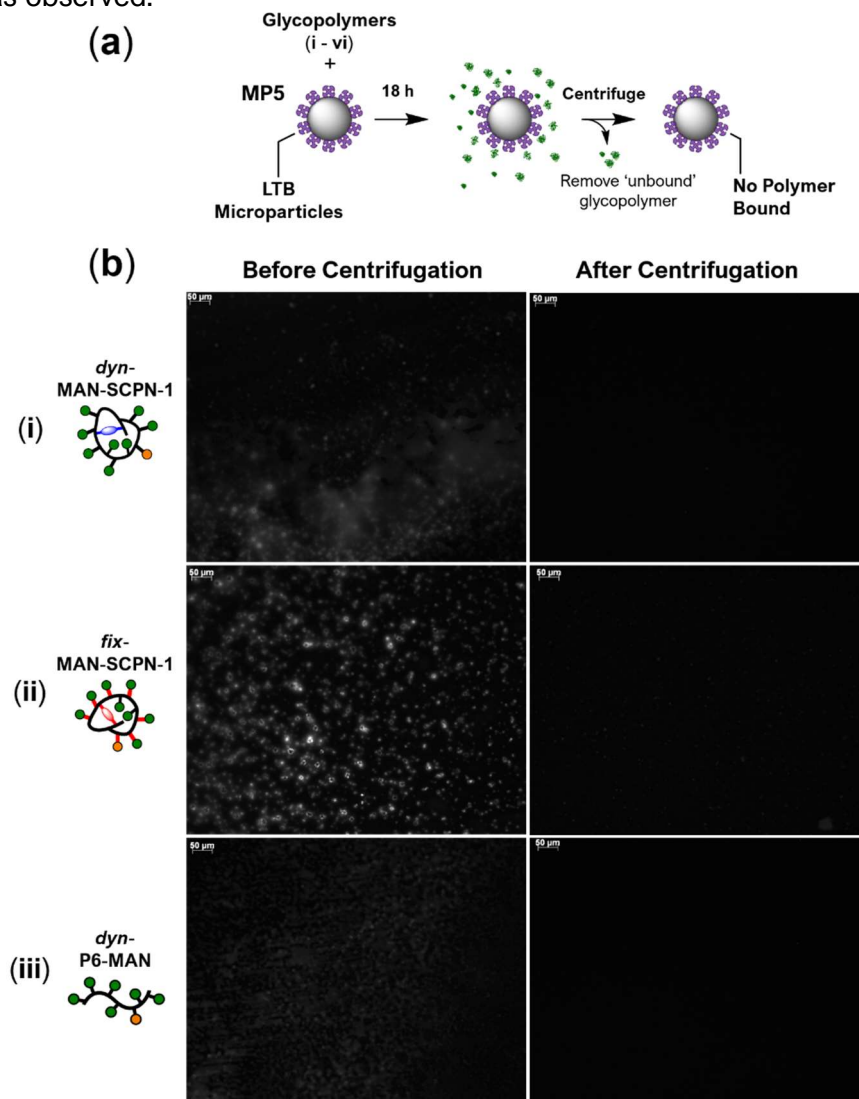 as observed.
(a)
Glycopolymers
(i - vi)
+
MP5
18 h
Centrifuge
LTB
Microparticles
Remove ‘unbound’
glycopolymer
No Polymer
Bound
(b)
Before Centrifugation
After Centrifugation
50 µm
50 µm
dyn-
MAN-SCPN-1
(i)
50 µm
50 µm
fix-
MAN-SCPN-1
(ii)
50 µm
50 µm
dyn-
P6-MAN
(iii)